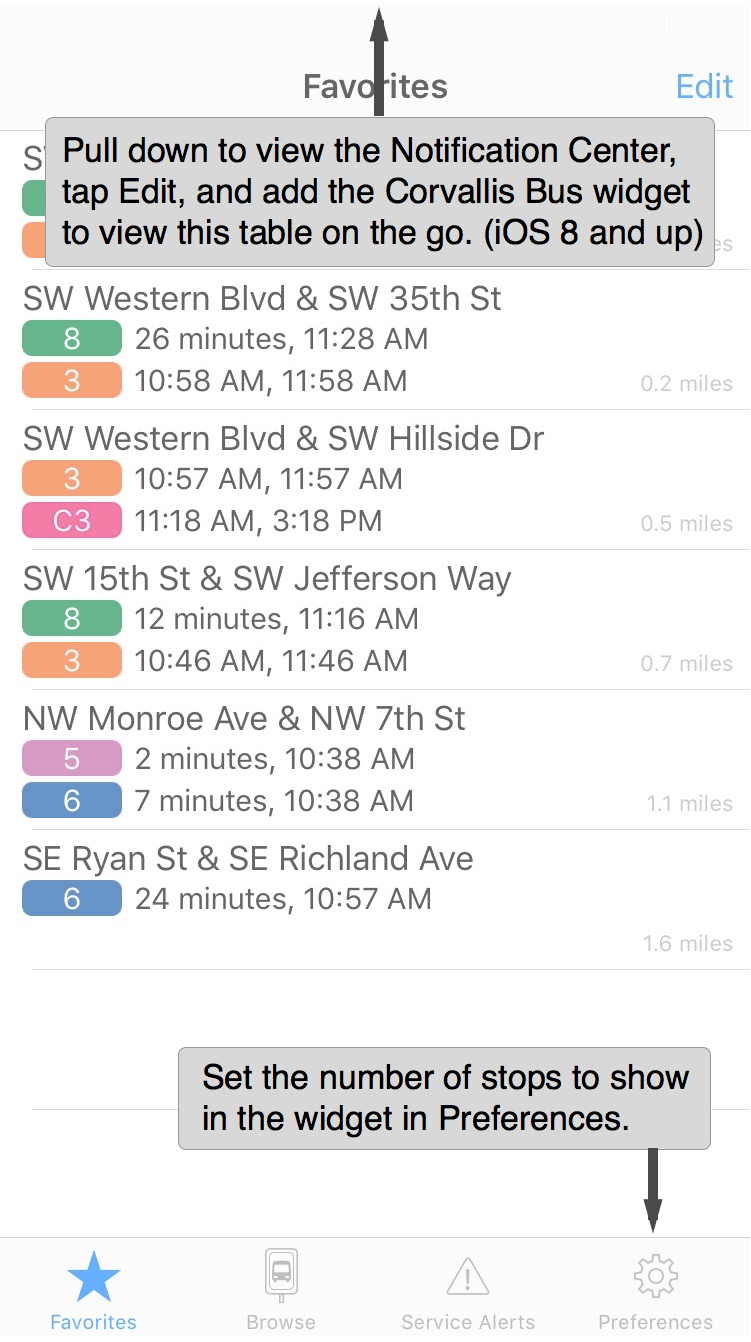 Favorites
Edit
Pull down to view the Notification Center,
tap Edit, and add the Corvallis Bus widget
to view this table on the go. (iOS 8 and up)
SW Western Blvd & SW 35th St
8 26 minutes, 11:28 AM
3 10:58 AM, 11:58 AM
0.2 miles
SW Western Blvd & SW Hillside Dr
3 10:57 AM, 11:57 AM
C3 11:18 AM, 3:18 PM
0.5 miles
SW 15th St & SW Jefferson Way
8 12 minutes, 11:16 AM
3 10:46 AM, 11:46 AM
0.7 miles
NW Monroe Ave & NW 7th St
5 2 minutes, 10:38 AM
6 7 minutes, 10:38 AM
1.1 miles
SE Ryan St & SE Richland Ave
6 24 minutes, 10:57 AM
1.6 miles
Set the number of stops to show
in the widget in Preferences.
Favorites
Browse
Service Alerts
Preferences